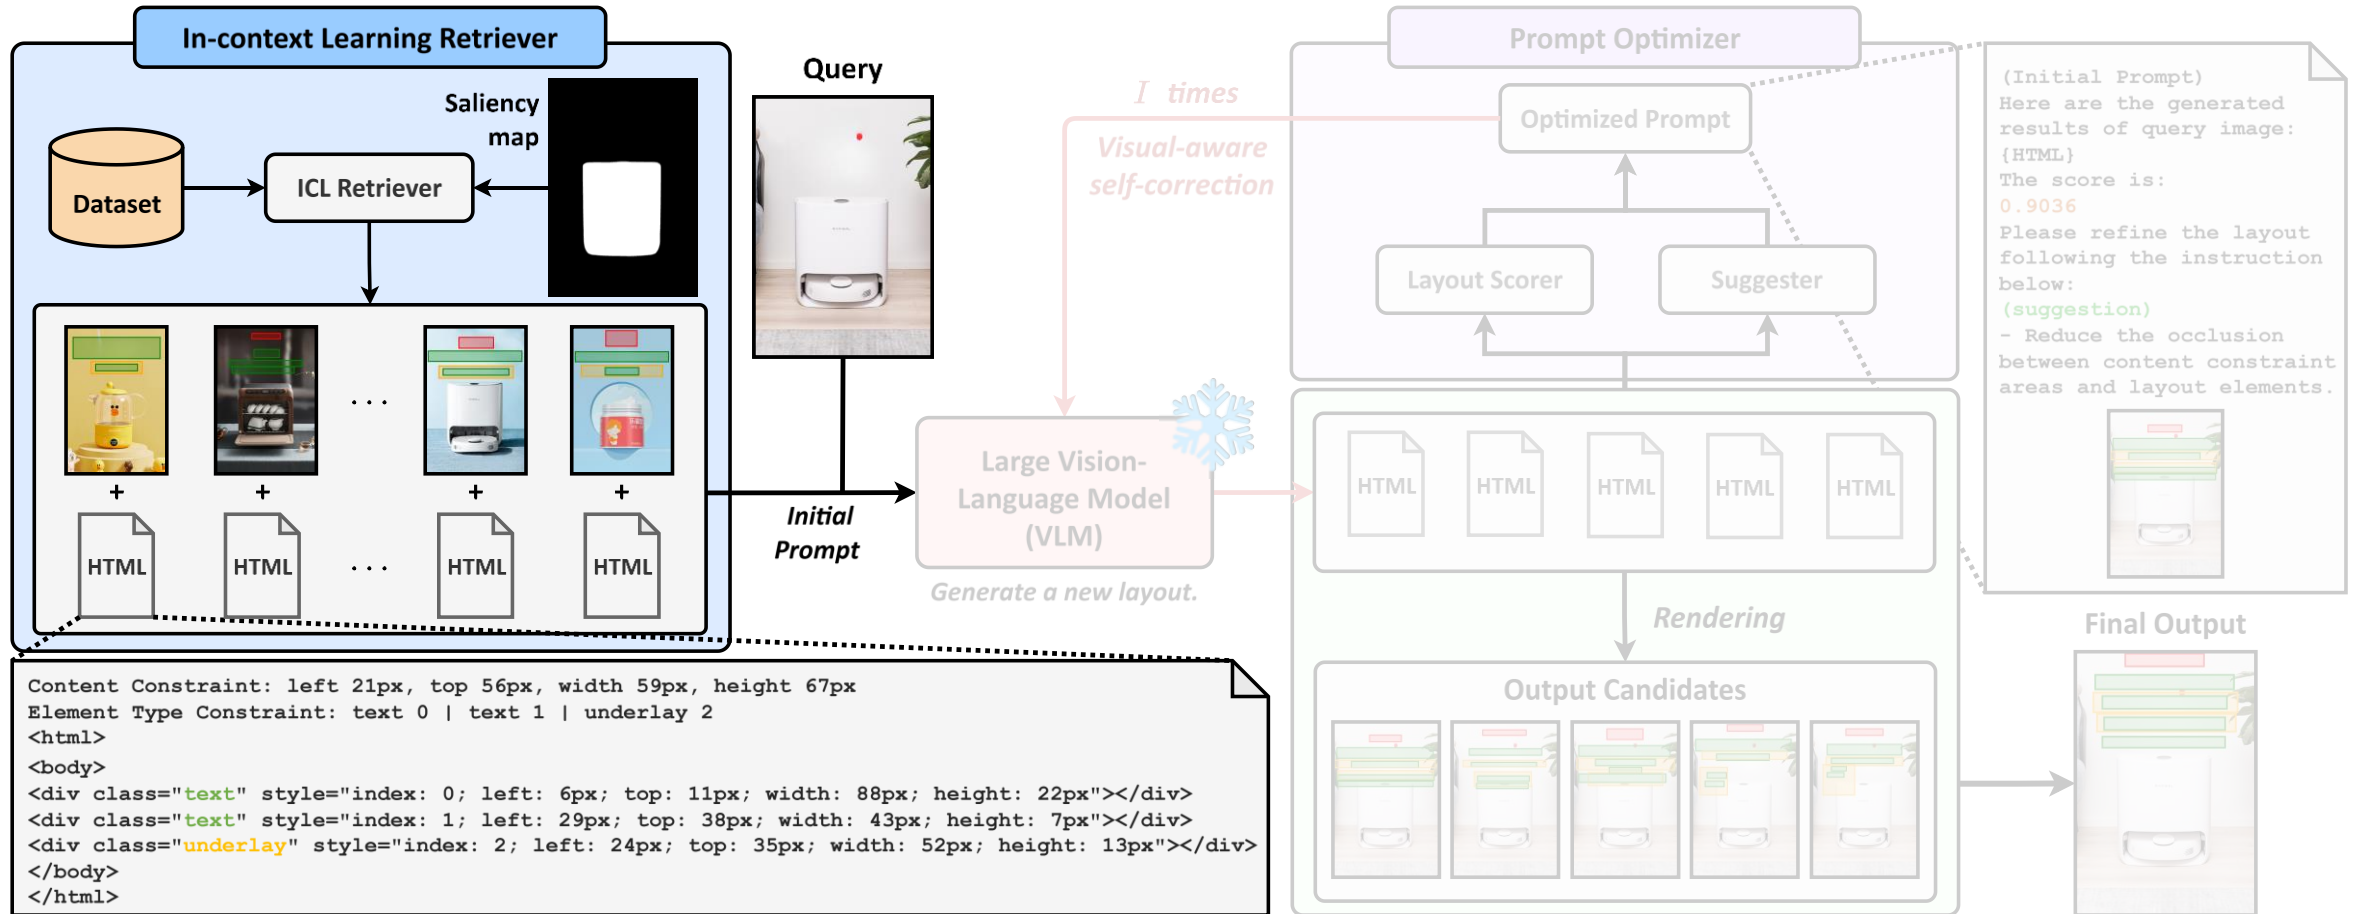 In-context Learning Retriever
Saliency
map
Dataset
ICL Retriever
. . .
+
+
+
+
HTML
HTML
. . .
HTML
HTML
Query
Initial
Prompt
Content Constraint: left 21px, top 56px, width 59px, height 67px
Element Type Constraint: text 0 | text 1 | underlay 2
<html>
<body>
<div class="text" style="index: 0; left: 6px; top: 11px; width: 88px; height: 22px"></div>
<div class="text" style="index: 1; left: 29px; top: 38px; width: 43px; height: 7px"></div>
<div class="underlay" style="index: 2; left: 24px; top: 35px; width: 52px; height: 13px"></div>
</body>
</html>
I times
Visual-aware
self-correction
Large Vision-
Language Model
(VLM)
Generate a new layout.
Prompt Optimizer
Optimized Prompt
Layout Scorer
Suggester
HTML
HTML
HTML
HTML
HTML
Rendering
Output Candidates
(Initial Prompt)
Here are the generated
results of query image:
{HTML}
The score is:
0.9036
Please refine the layout
following the instruction
below:
(suggestion)
- Reduce the occlusion
between content constraint
areas and layout elements.
Final Output